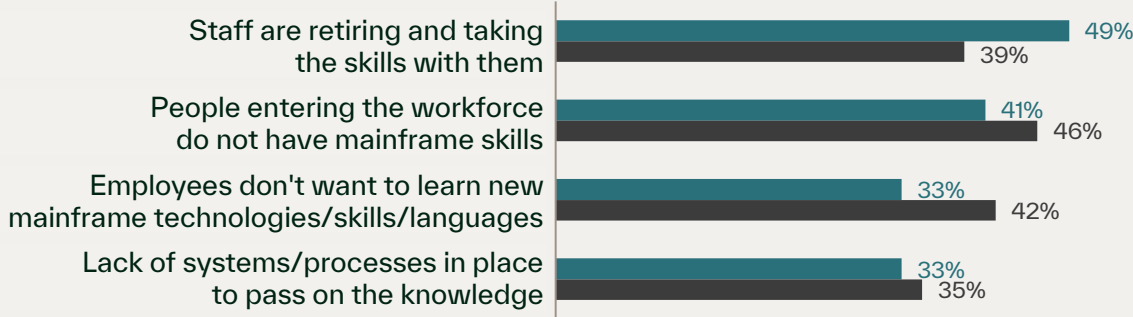 Staff are retiring and taking
the skills with them
49%
39%
People entering the workforce
do not have mainframe skills
41%
46%
Employees don't want to learn new
mainframe technologies/skills/languages
33%
42%
Lack of systems/processes in place
to pass on the knowledge
33%
35%